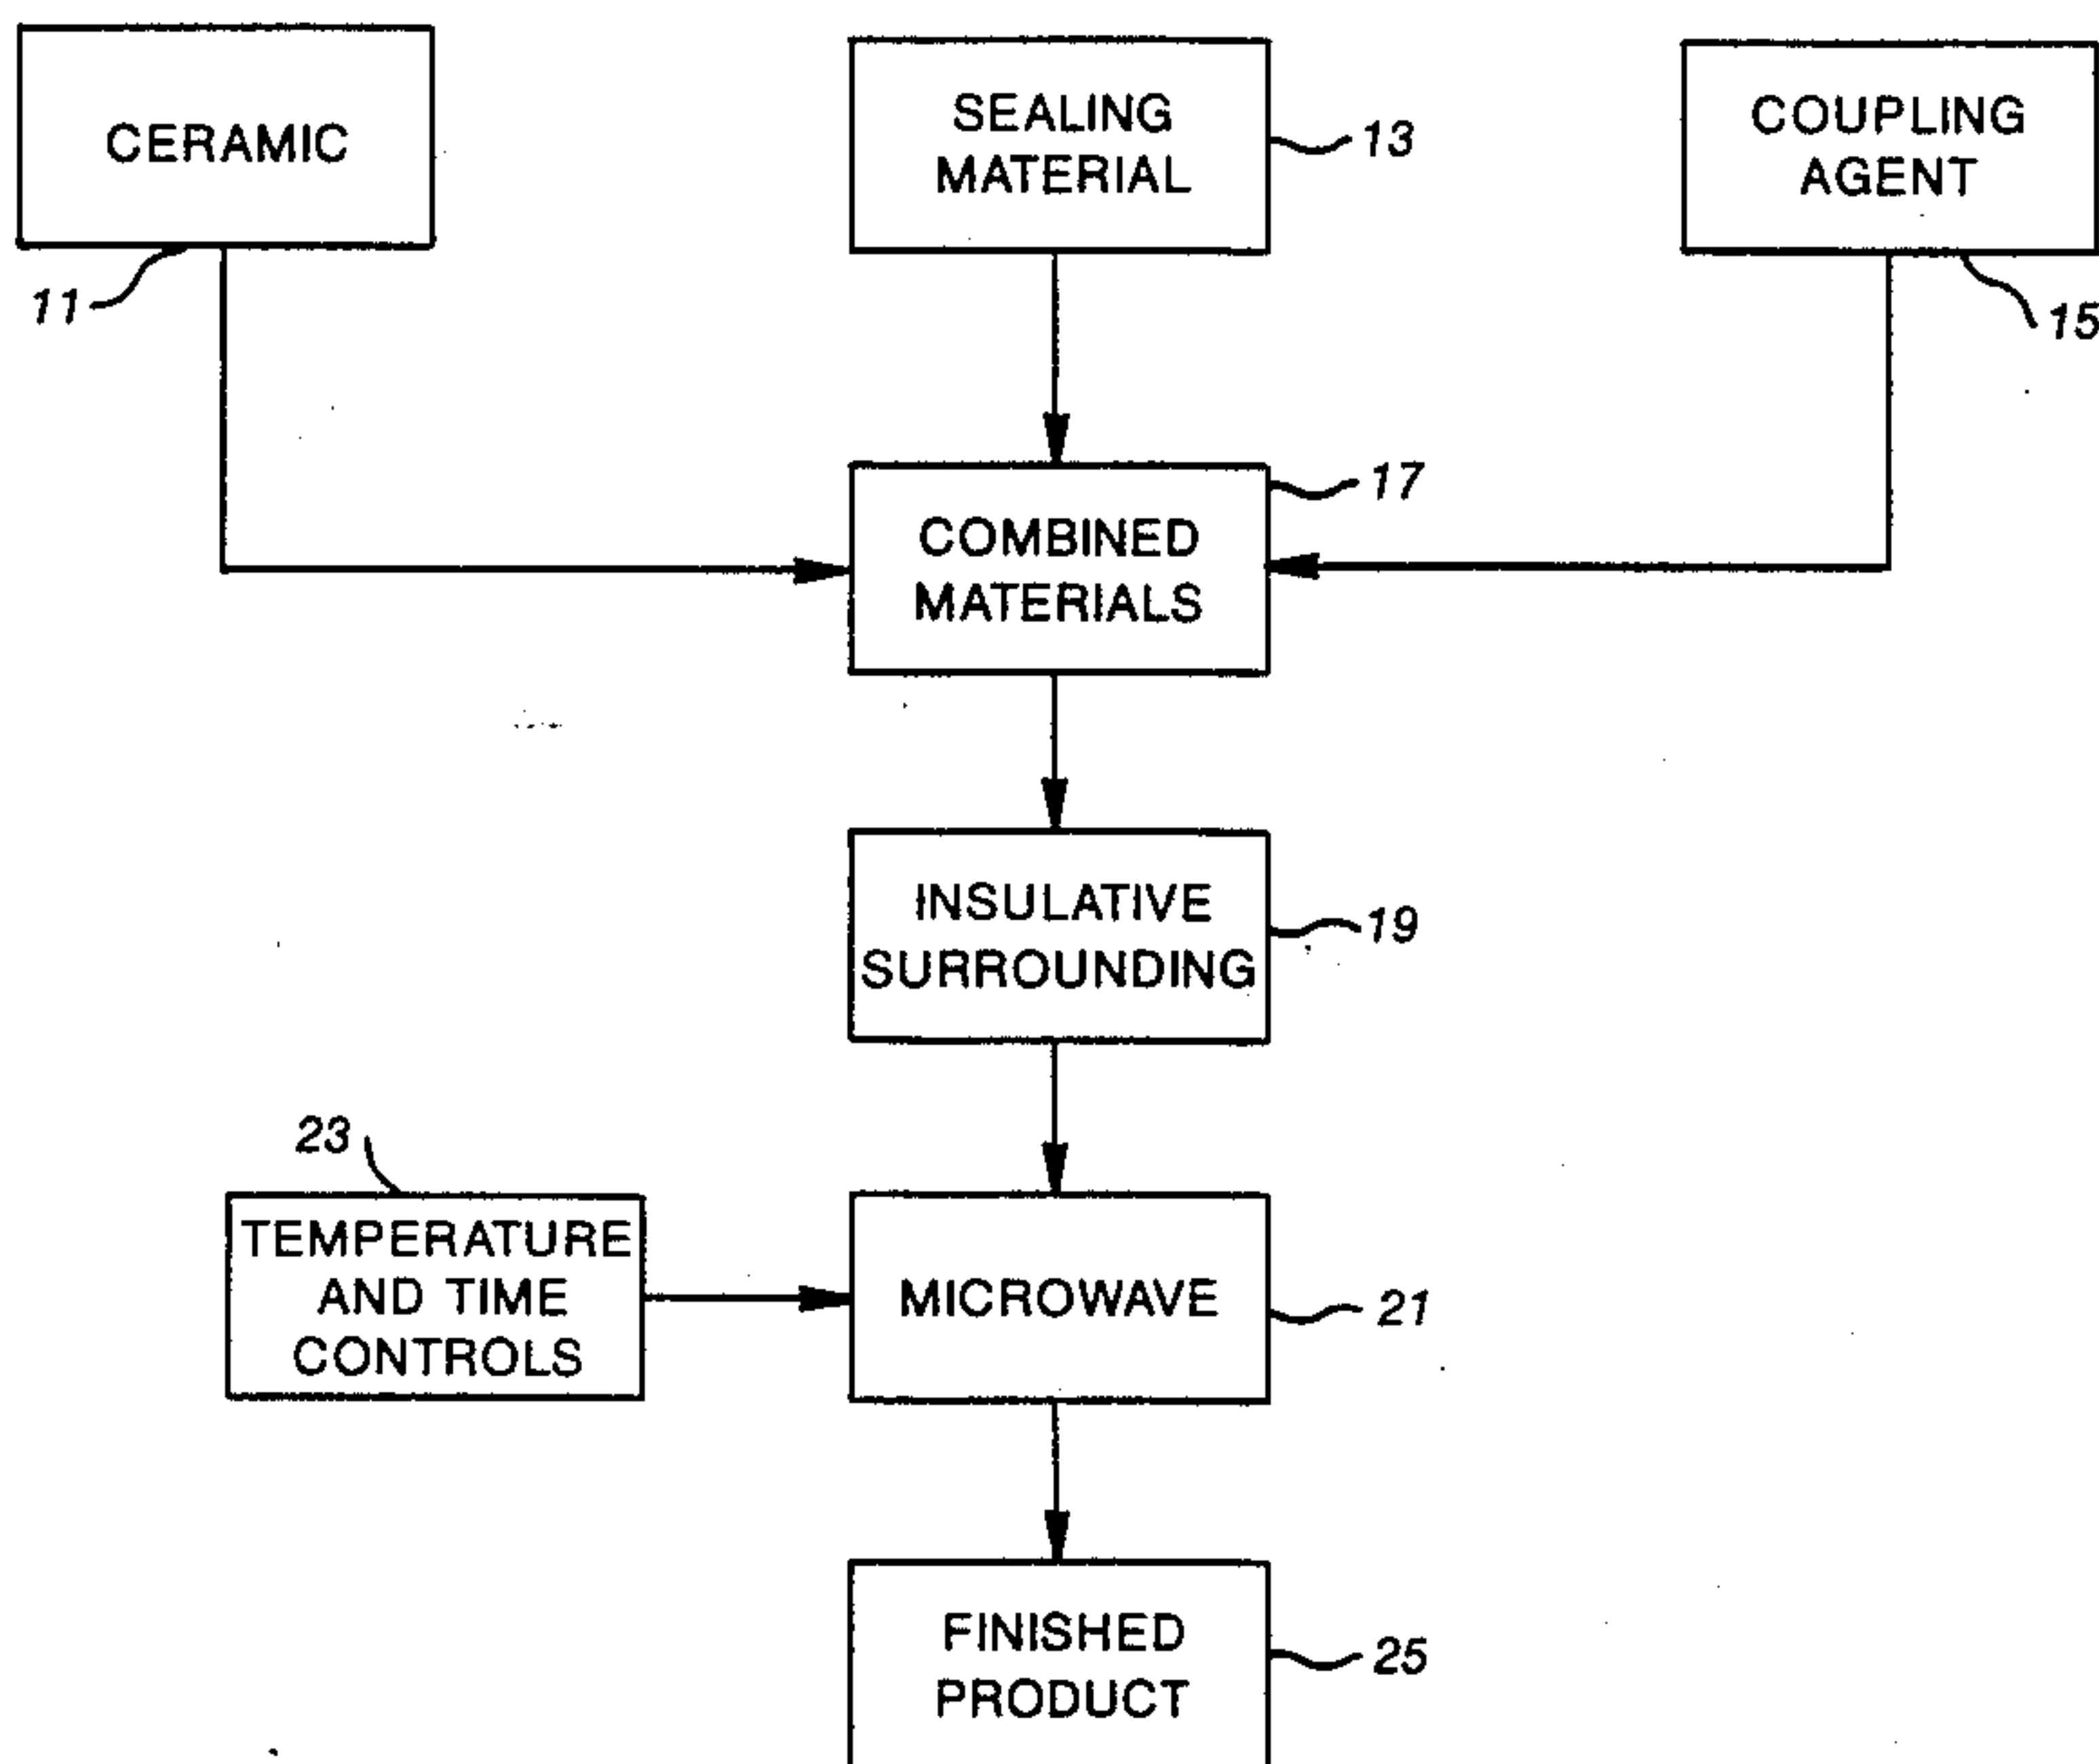 CERAMIC
11
SEALING
MATERIAL
13
COUPLING
AGENT
15
COMBINED
MATERIALS
17
INSULATIVE
SURROUNDING
19
23
TEMPERATURE
AND TIME
CONTROLS
MICROWAVE
21
FINISHED
PRODUCT
25